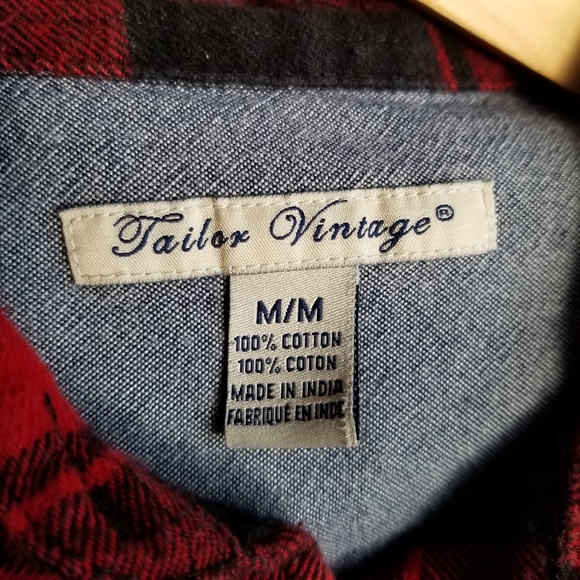 Tailor Vintage®
M/M
100% COTTON
100% COTON
MADE IN INDIA
FABRIQUÉ EN INDE